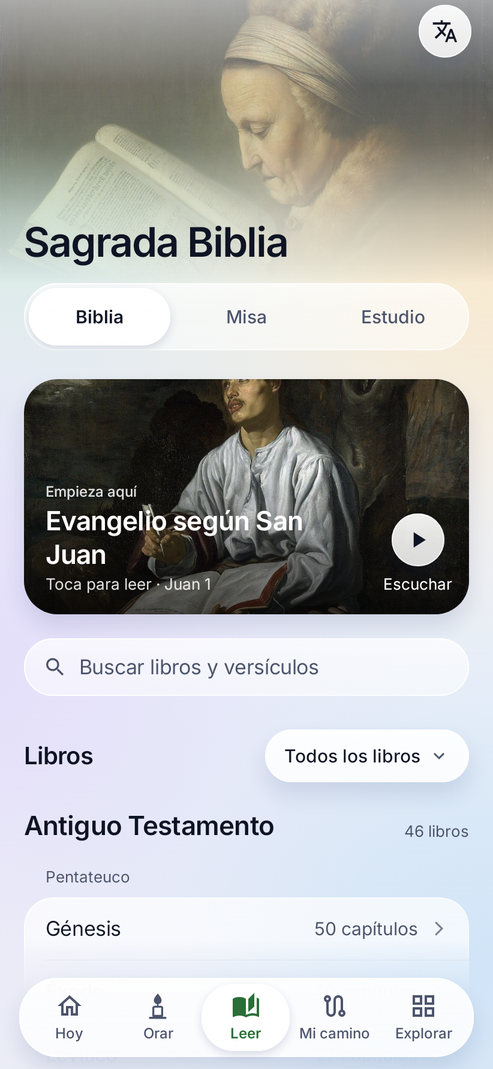 Sagrada Biblia
Biblia
Misa
Estudio
Empieza aquí
Evangelio según San
Juan
Toca para leer · Juan 1
Escuchar
Buscar libros y versículos
Libros
Todos los libros
Antiguo Testamento
46 libros
Pentateuco
Génesis
50 capítulos
Hoy
Orar
Leer
Mi camino
Explorar